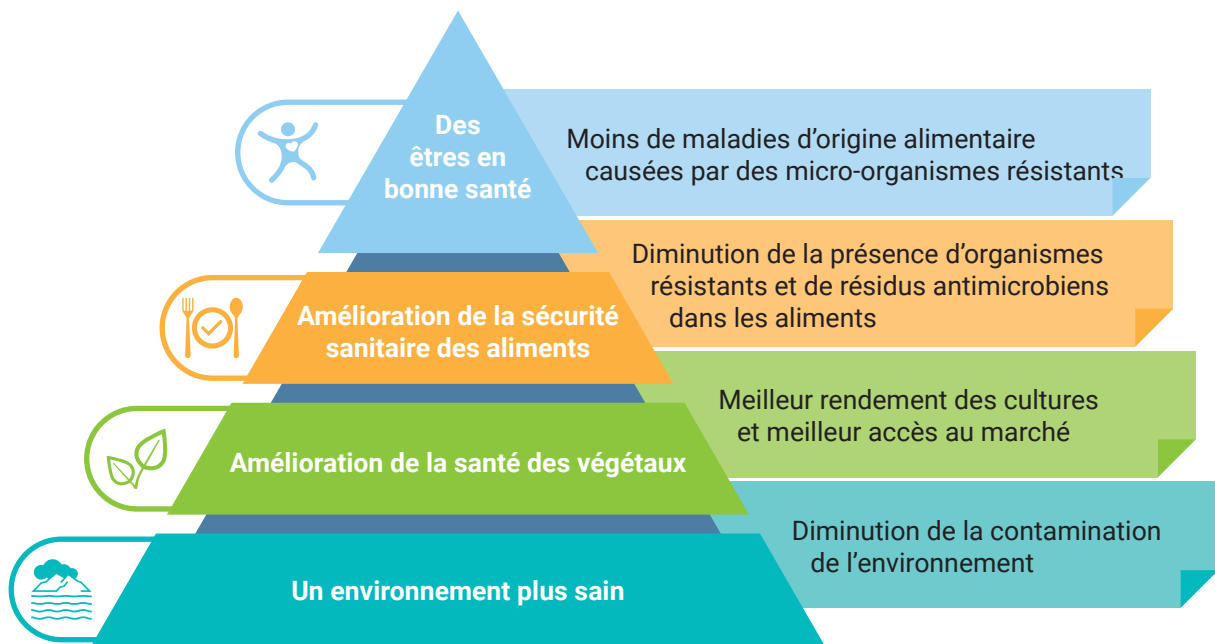 Des
êtres en
bonne santé
Moins de maladies d’origine alimentaire
causées par des micro-organismes résistants
Amélioration de la sécurité
sanitaire des aliments
Diminution de la présence d’organismes
résistants et de résidus antimicrobiens
dans les aliments
Amélioration de la santé des végétaux
Meilleur rendement des cultures
et meilleur accès au marché
Un environnement plus sain
Diminution de la contamination
de l’environnement